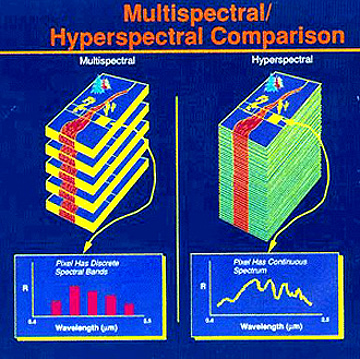 Multispectral/
Hyperspectral Comparison
Multispectral
Hyperspectral
Pixel Has Discrete
Spectral Bands
R
Wavelength (μm)
Pixel Has Continuous
Spectrum
R
Wavelength (μm)